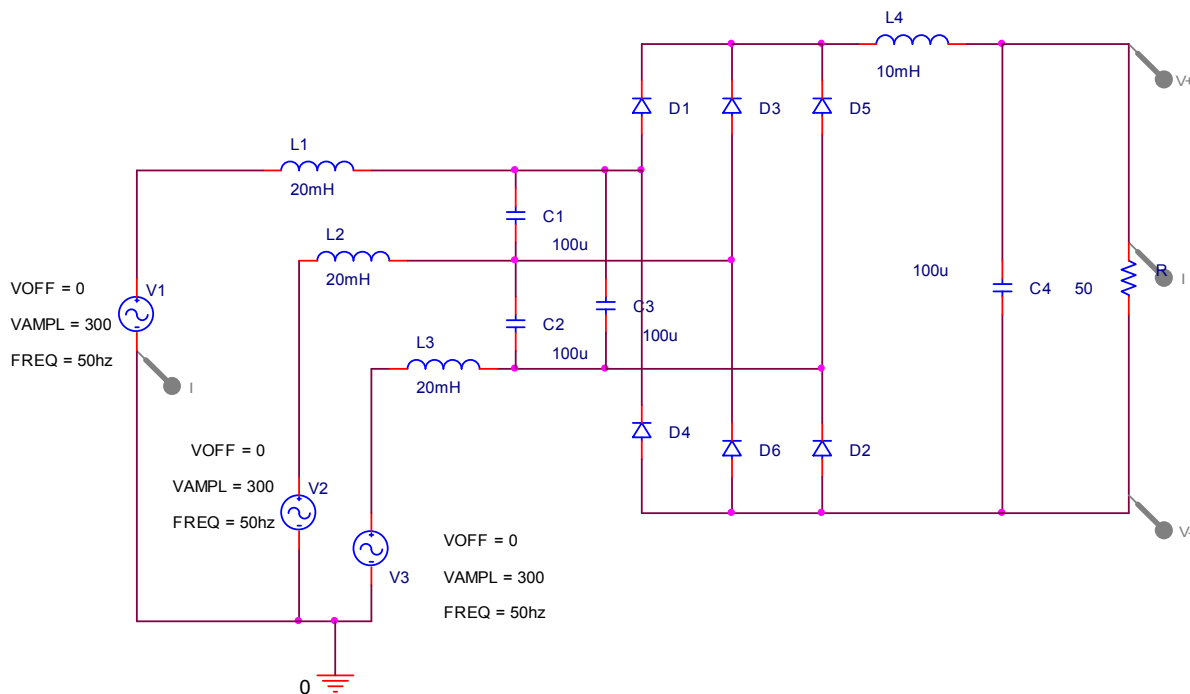 L4
10mH
V+
D1
D3
D5
L1
20mH
C1
100u
L2
20mH
VOFF = 0
V1
VAMPL = 300
FREQ = 50hz
I
C2
100u
C3
100u
L3
20mH
100u
C4
50
R
I
D4
D6
D2
VOFF = 0
VAMPL = 300
V2
FREQ = 50hz
V-
VOFF = 0
V3
VAMPL = 300
FREQ = 50hz
0